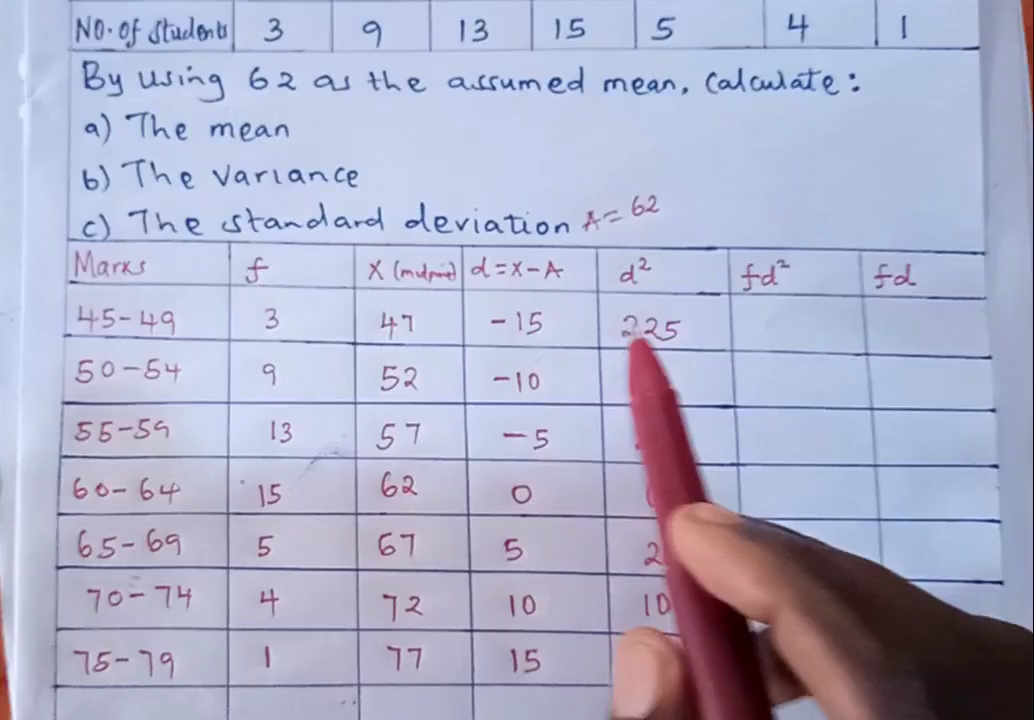 NO. of students 3 9 13 15 5 4 1
By using 62 as the assumed mean, calculate:
a) The mean
b) The variance
c) The standard deviation A = 62
Marks f X (midpoint) d = X - A d² fd² fd
45-49 3 47 -15 225
50-54 9 52 -10
55-59 13 57 -5
60-64 15 62 0
65-69 5 67 5 2
70-74 4 72 10 10
75-79 1 77 15